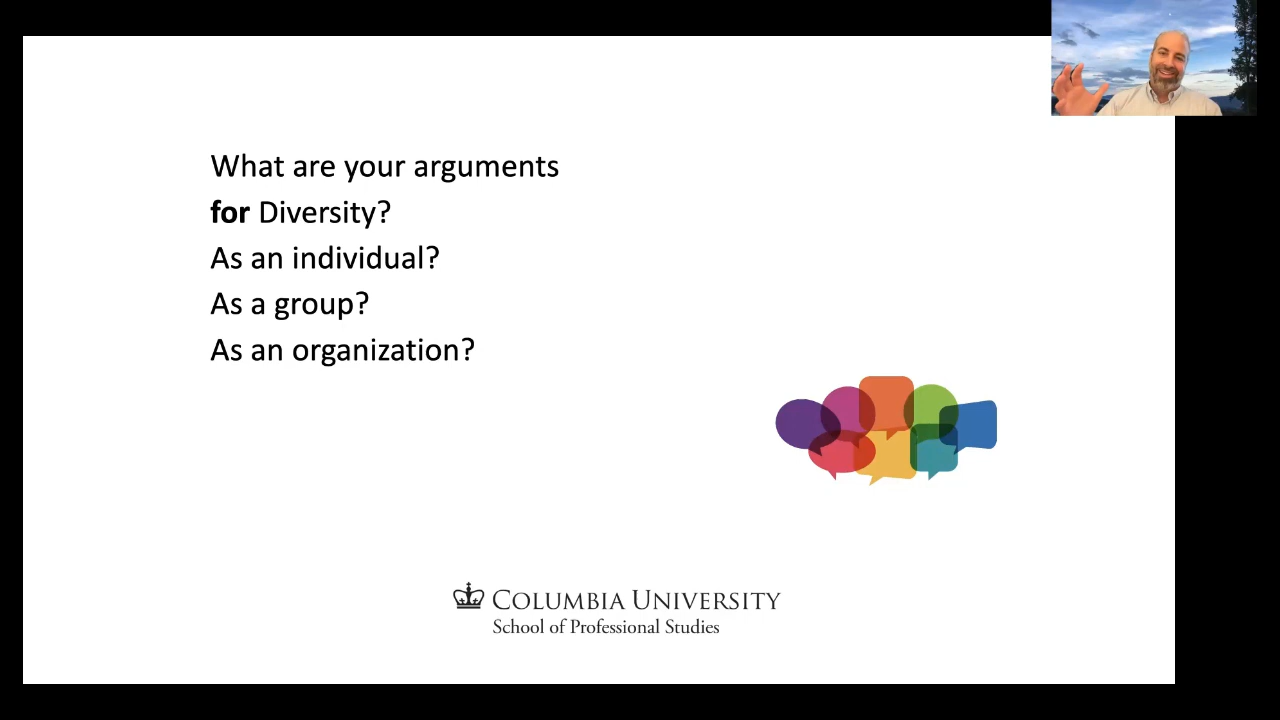 What are your arguments
for Diversity?
As an individual?
As a group?
As an organization?
COLUMBIA UNIVERSITY
School of Professional Studies